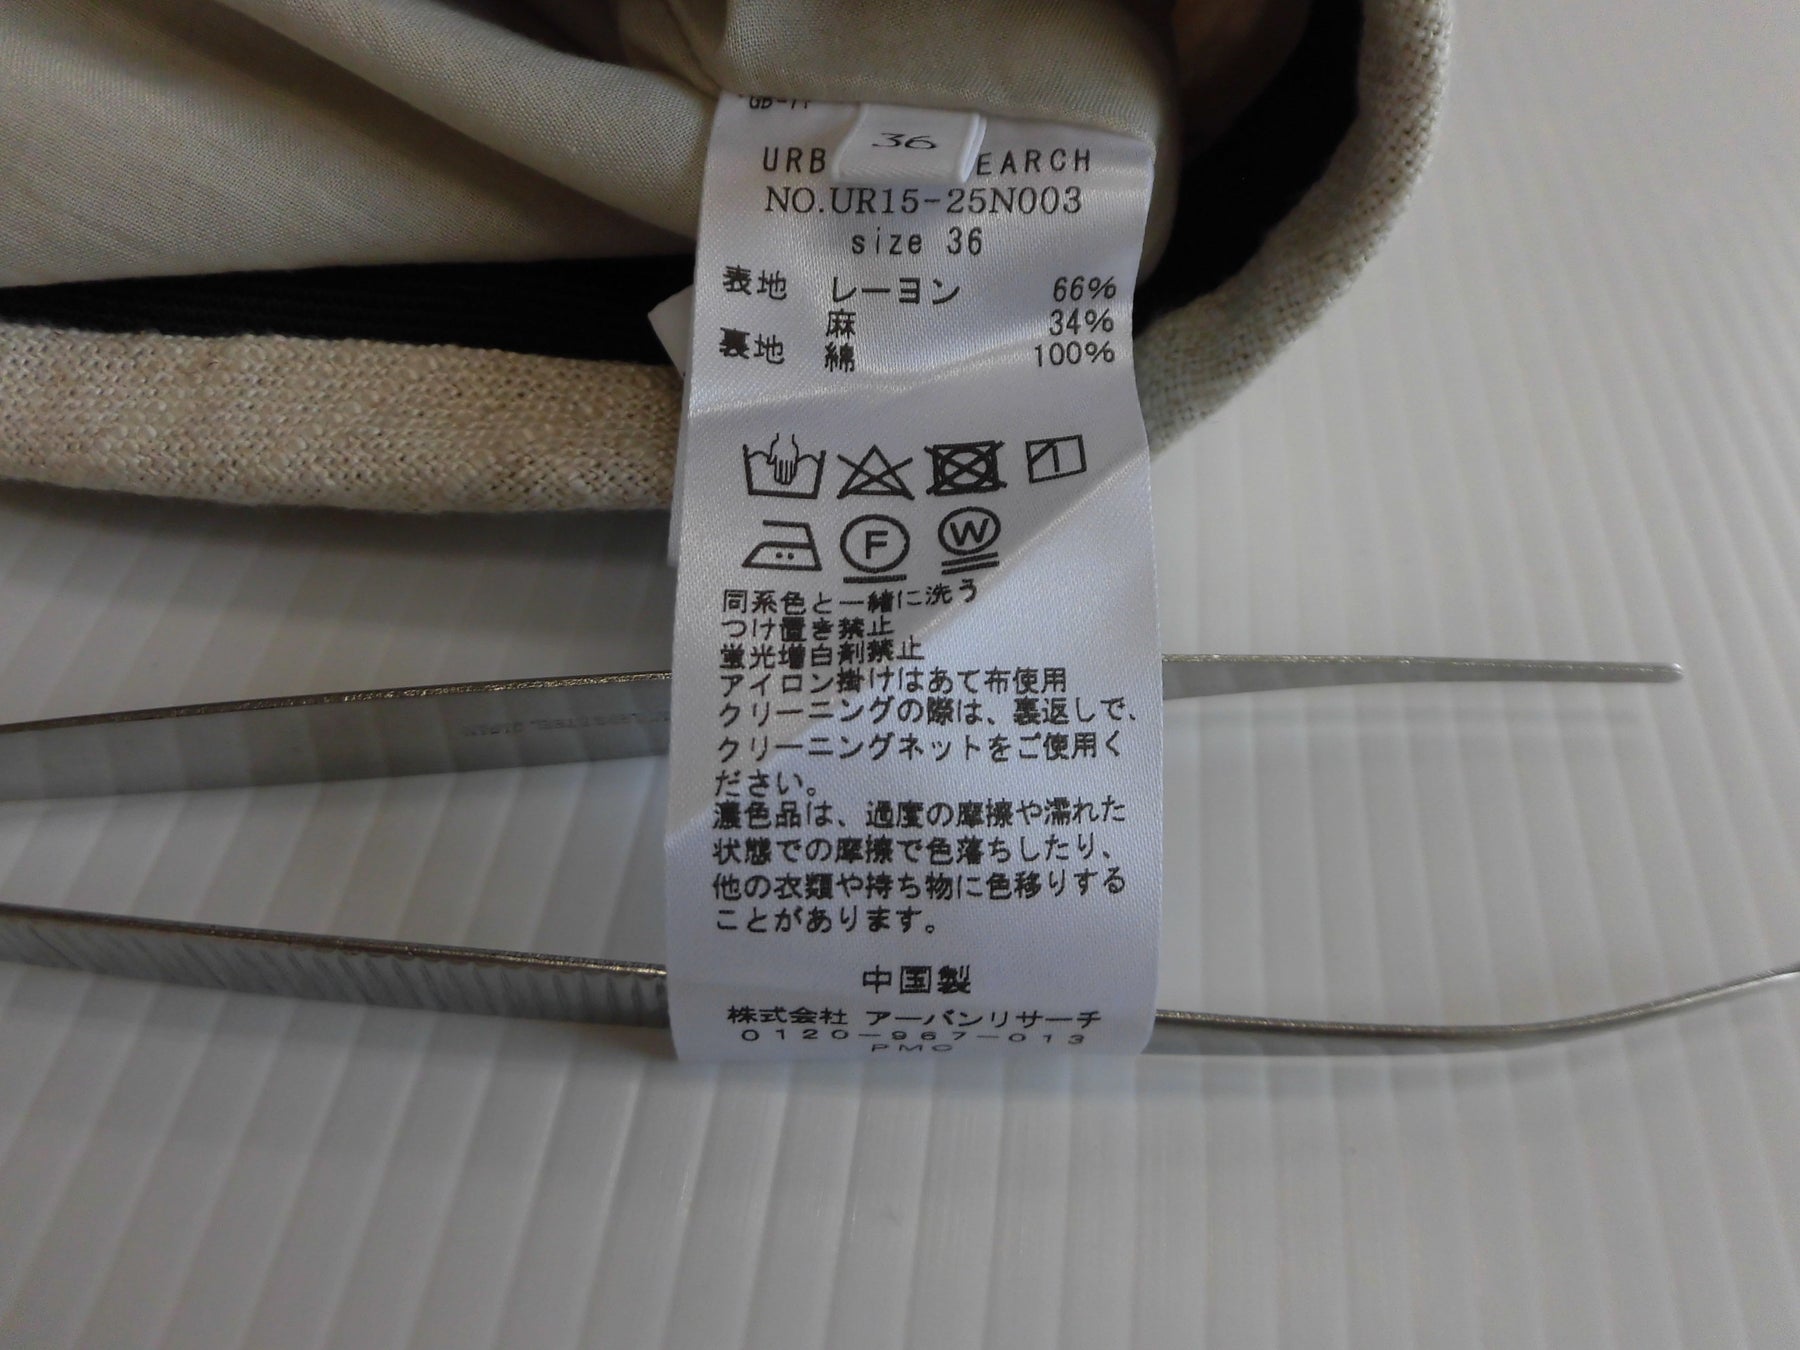 36
URB EARCH
NO.UR15-25N003
size 36
表地 レーヨン 66%
麻 34%
裏地 綿 100%
F W
同系色と一緒に洗う
つけ置き禁止
蛍光増白剤禁止
アイロン掛けはあて布使用
クリーニングの際は、裏返しで、
クリーニングネットをご使用く
ださい。
濃色品は、過度の摩擦や濡れた
状態での摩擦で色落ちしたり、
他の衣類や持ち物に色移りする
ことがあります。
中国製
株式会社 アーバンリサーチ
0120-967-013
PMC